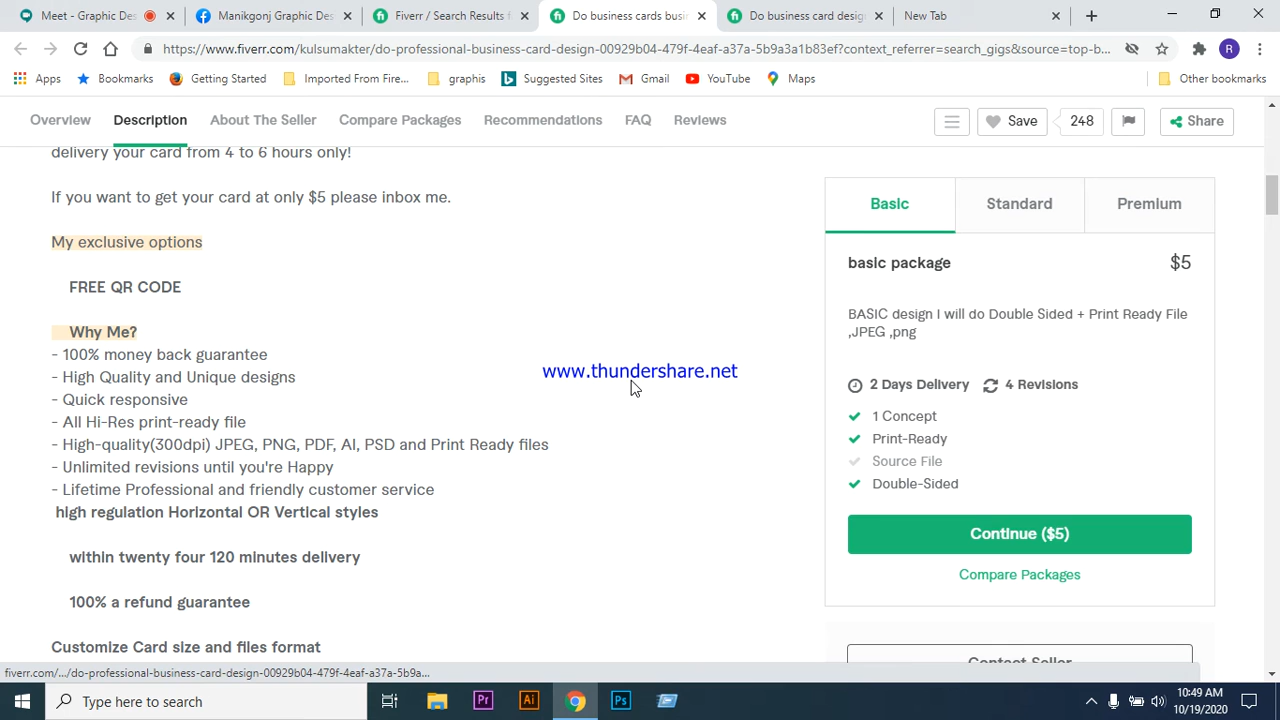 Meet - Graphic Des
Manikgonj Graphic Des
Fiverr / Search Results f
Do business cards busi
Do business card design
New Tab
https://www.fiverr.com/kulsumakter/do-professional-business-card-design-00929b04-479f-4eaf-a37a-5b9a3a1b83ef?context_referrer=search_gigs&source=top-b...
R
Apps
Bookmarks
Getting Started
Imported From Fire...
graphis
Suggested Sites
Gmail
YouTube
Maps
Other bookmarks
Overview
Description
About The Seller
Compare Packages
Recommendations
FAQ
Reviews
Save
248
Share
delivery your card from 4 to 6 hours only!
If you want to get your card at only $5 please inbox me.
My exclusive options
FREE QR CODE
Why Me?
- 100% money back guarantee
- High Quality and Unique designs
- Quick responsive
- All Hi-Res print-ready file
- High-quality(300dpi) JPEG, PNG, PDF, AI, PSD and Print Ready files
- Unlimited revisions until you're Happy
- Lifetime Professional and friendly customer service
high regulation Horizontal OR Vertical styles
within twenty four 120 minutes delivery
100% a refund guarantee
Customize Card size and files format
www.thundershare.net
Basic
Standard
Premium
basic package
$5
BASIC design I will do Double Sided + Print Ready File
,JPEG ,png
2 Days Delivery
4 Revisions
1 Concept
Print-Ready
Source File
Double-Sided
Continue ($5)
Compare Packages
Contact Seller
fiverr.com/.../do-professional-business-card-design-00929b04-479f-4eaf-a37a-5b9a...
Type here to search
Pr
Ai
Ps
10:49 AM
10/19/2020